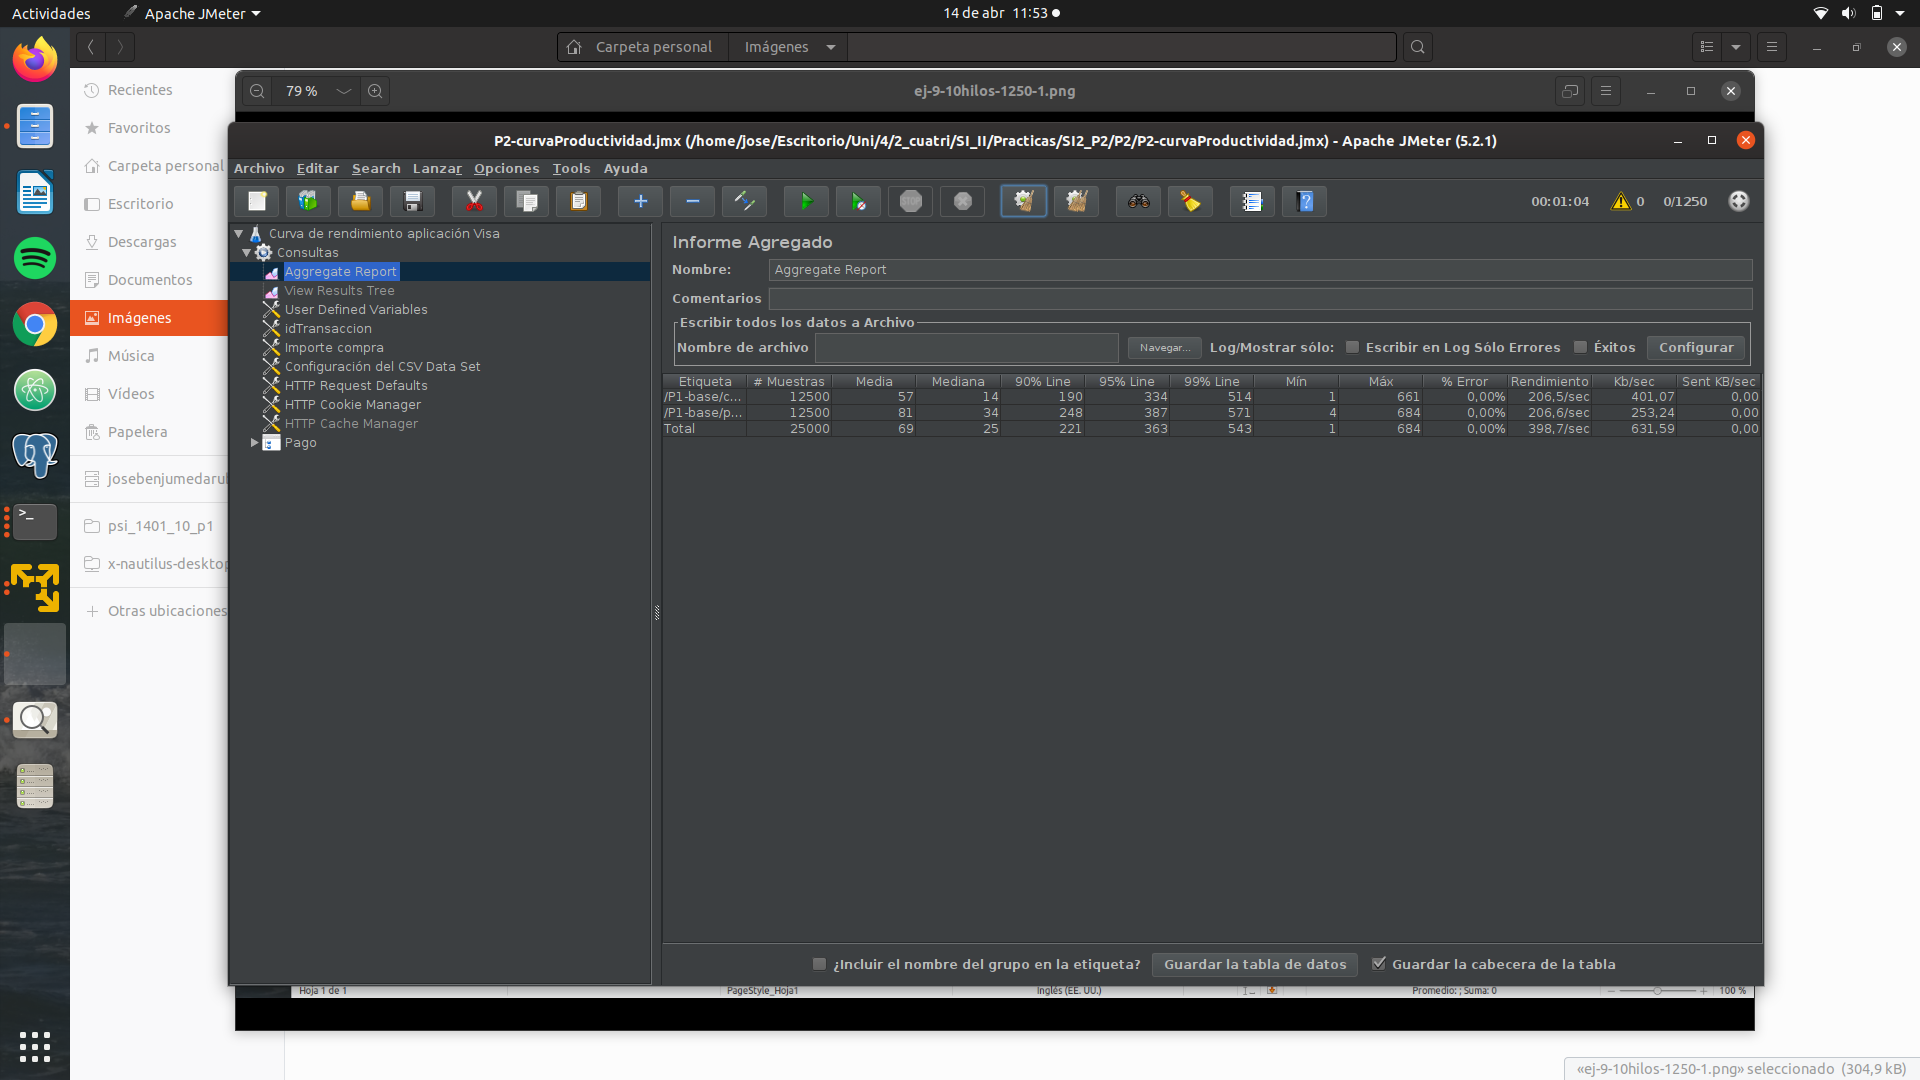 Actividades
Apache JMeter
14 de abr 11:53
Carpeta personal
Imágenes
Recientes
Favoritos
Carpeta personal
Escritorio
Descargas
Documentos
Imágenes
Música
Vídeos
Papelera
josebenjumedarub
psi_1401_10_p1
x-nautilus-desktop
Otras ubicaciones
79 %
ej-9-10hilos-1250-1.png
P2-curvaProductividad.jmx (/home/jose/Escritorio/Uni/4/2_cuatri/SI_II/Practicas/SI2_P2/P2/P2-curvaProductividad.jmx) - Apache JMeter (5.2.1)
Archivo Editar Search Lanzar Opciones Tools Ayuda
STOP
00:01:04 0 0/1250
Curva de rendimiento aplicación Visa
Consultas
Aggregate Report
View Results Tree
User Defined Variables
idTransaccion
Importe compra
Configuración del CSV Data Set
HTTP Request Defaults
HTTP Cookie Manager
HTTP Cache Manager
Pago
Informe Agregado
Nombre: Aggregate Report
Comentarios
Escribir todos los datos a Archivo
Nombre de archivo Navegar... Log/Mostrar sólo: Escribir en Log Sólo Errores Éxitos Configurar
Etiqueta # Muestras Media Mediana 90% Line 95% Line 99% Line Mín Máx % Error Rendimiento Kb/sec Sent KB/sec
/P1-base/c... 12500 57 14 190 334 514 1 661 0,00% 206,5/sec 401,07 0,00
/P1-base/p... 12500 81 34 248 387 571 4 684 0,00% 206,6/sec 253,24 0,00
Total 25000 69 25 221 363 543 1 684 0,00% 398,7/sec 631,59 0,00
¿Incluir el nombre del grupo en la etiqueta? Guardar la tabla de datos Guardar la cabecera de la tabla
Hoja 1 de 1 PageStyle_Hoja1 Inglés (EE. UU.) Promedio: ; Suma: 0 100 %
«ej-9-10hilos-1250-1.png» seleccionado (304,9 kB)